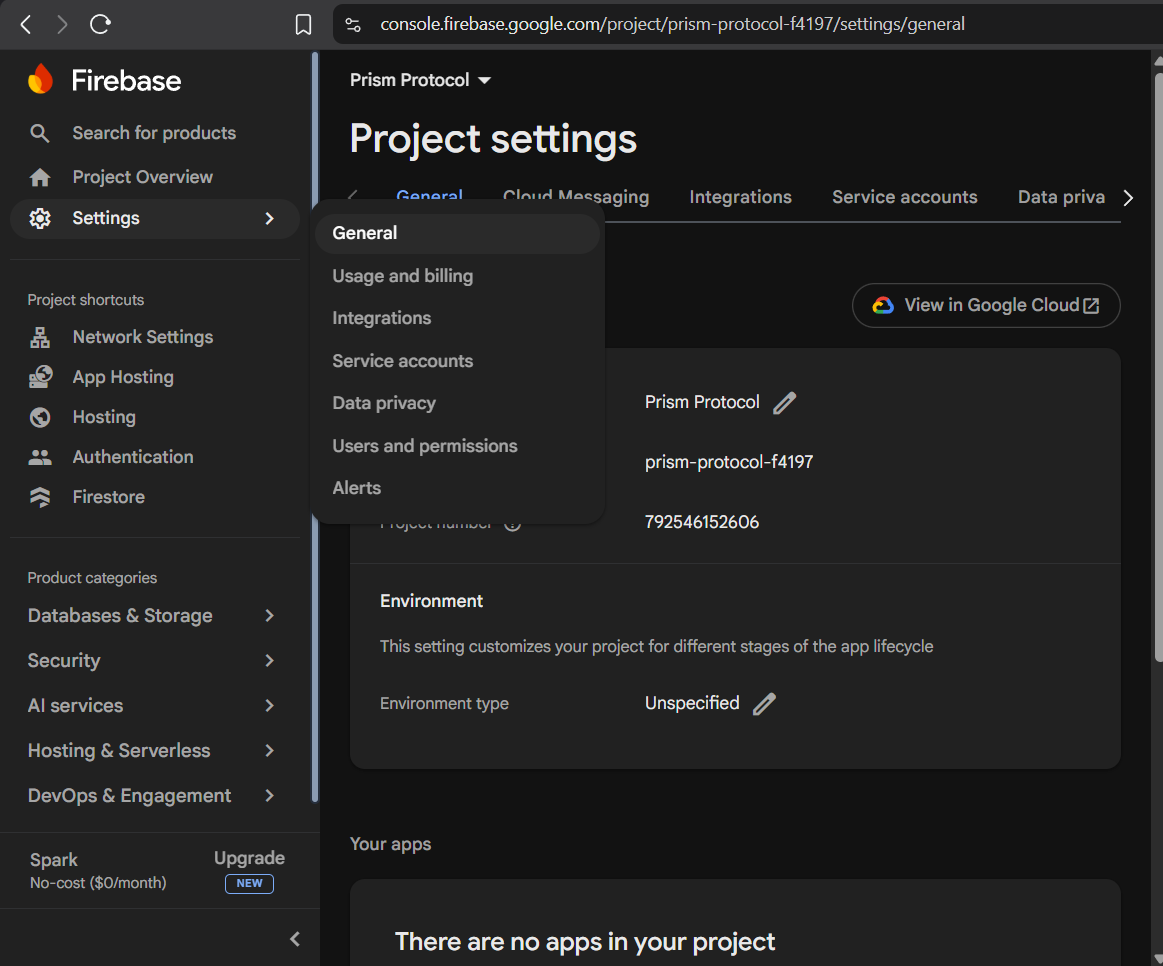 console.firebase.google.com/project/prism-protocol-f4197/settings/general
Firebase
Search for products
Project Overview
Settings
Project shortcuts
Network Settings
App Hosting
Hosting
Authentication
Firestore
Product categories
Databases & Storage
Security
AI services
Hosting & Serverless
DevOps & Engagement
Spark
No-cost ($0/month)
Upgrade
NEW
General
Usage and billing
Integrations
Service accounts
Data privacy
Users and permissions
Alerts
Prism Protocol
Project settings
General Cloud Messaging Integrations Service accounts Data priva
View in Google Cloud
Prism Protocol
prism-protocol-f4197
Project number 792546152606
Environment
This setting customizes your project for different stages of the app lifecycle
Environment type Unspecified
Your apps
There are no apps in your project